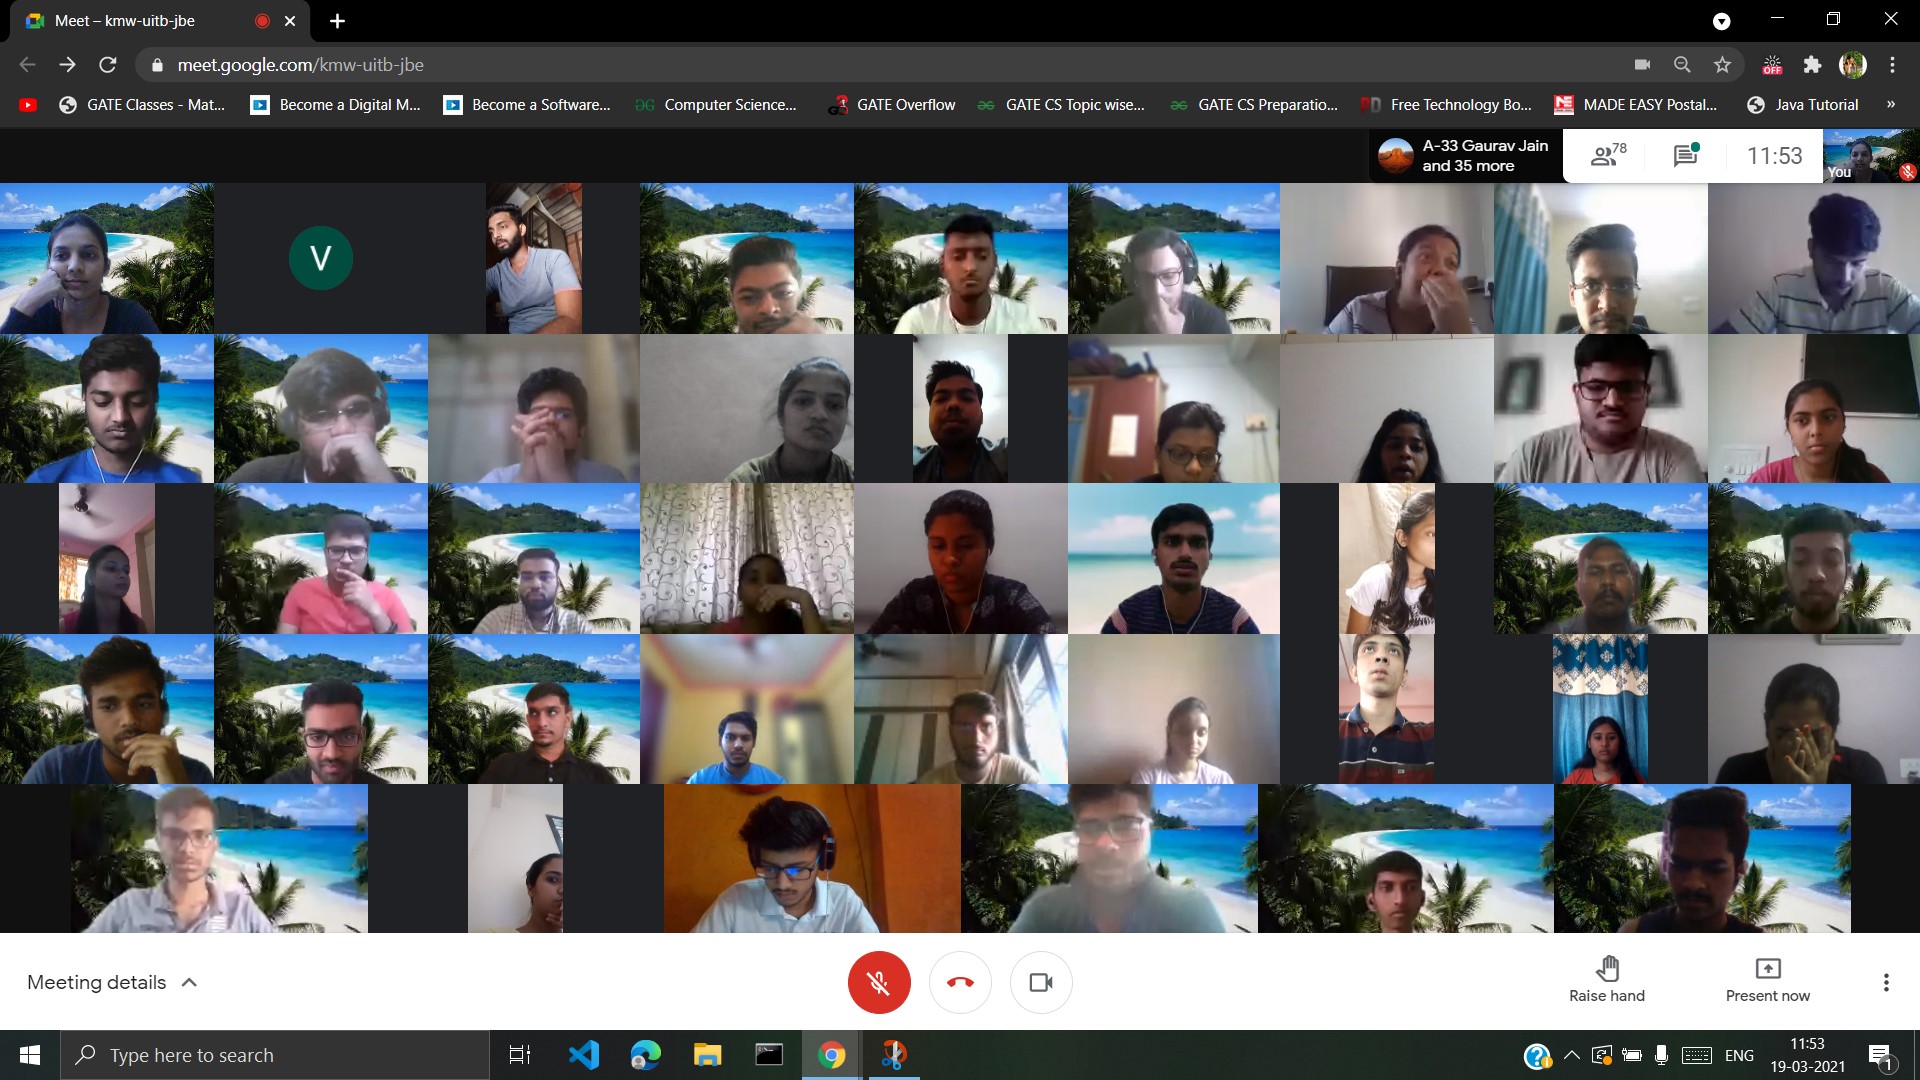 Meet – kmw-uitb-jbe
meet.google.com/kmw-uitb-jbe
OFF
GATE Classes - Mat...
Become a Digital M...
Become a Software...
Computer Science...
GATE Overflow
GATE CS Topic wise...
GATE CS Preparatio...
Free Technology Bo...
MADE EASY Postal...
Java Tutorial
»
A-33 Gaurav Jain
and 35 more
78
11:53
You
V
Meeting details
Raise hand
Present now
Type here to search
ENG
11:53
19-03-2021
1